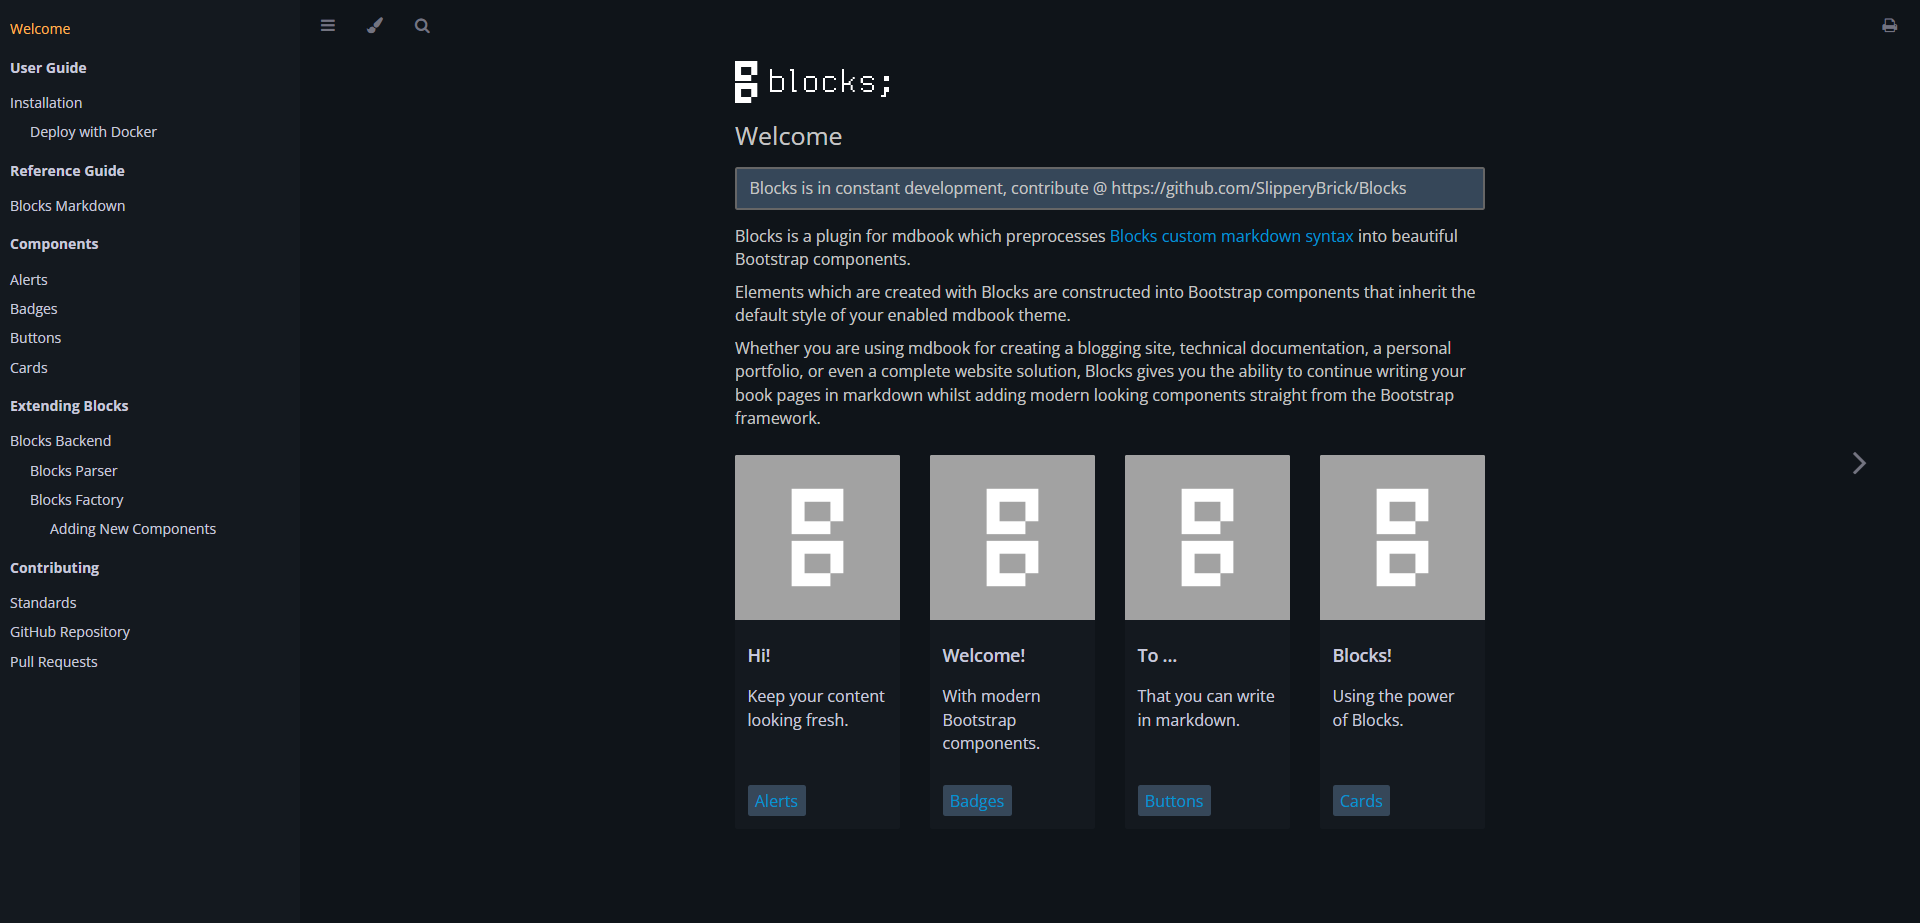 Welcome
User Guide
Installation
Deploy with Docker
Reference Guide
Blocks Markdown
Components
Alerts
Badges
Buttons
Cards
Extending Blocks
Blocks Backend
Blocks Parser
Blocks Factory
Adding New Components
Contributing
Standards
GitHub Repository
Pull Requests
blocks;
Welcome
Blocks is in constant development, contribute @ https://github.com/SlipperyBrick/Blocks
Blocks is a plugin for mdbook which preprocesses Blocks custom markdown syntax into beautiful
Bootstrap components.
Elements which are created with Blocks are constructed into Bootstrap components that inherit the
default style of your enabled mdbook theme.
Whether you are using mdbook for creating a blogging site, technical documentation, a personal
portfolio, or even a complete website solution, Blocks gives you the ability to continue writing your
book pages in markdown whilst adding modern looking components straight from the Bootstrap
framework.
Hi!
Keep your content
looking fresh.
Alerts
Welcome!
With modern
Bootstrap
components.
Badges
To ...
That you can write
in markdown.
Buttons
Blocks!
Using the power
of Blocks.
Cards